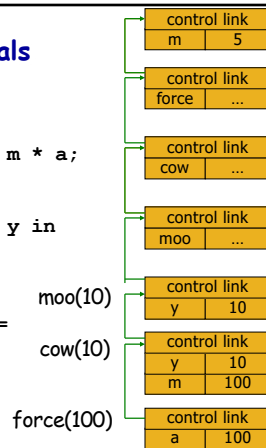 als
m * a;
y in
=
moo(10)
cow(10)
force(100)
control link
m 5
control link
force ...
control link
cow ...
control link
moo ...
control link
y 10
control link
y 10
m 100
control link
a 100